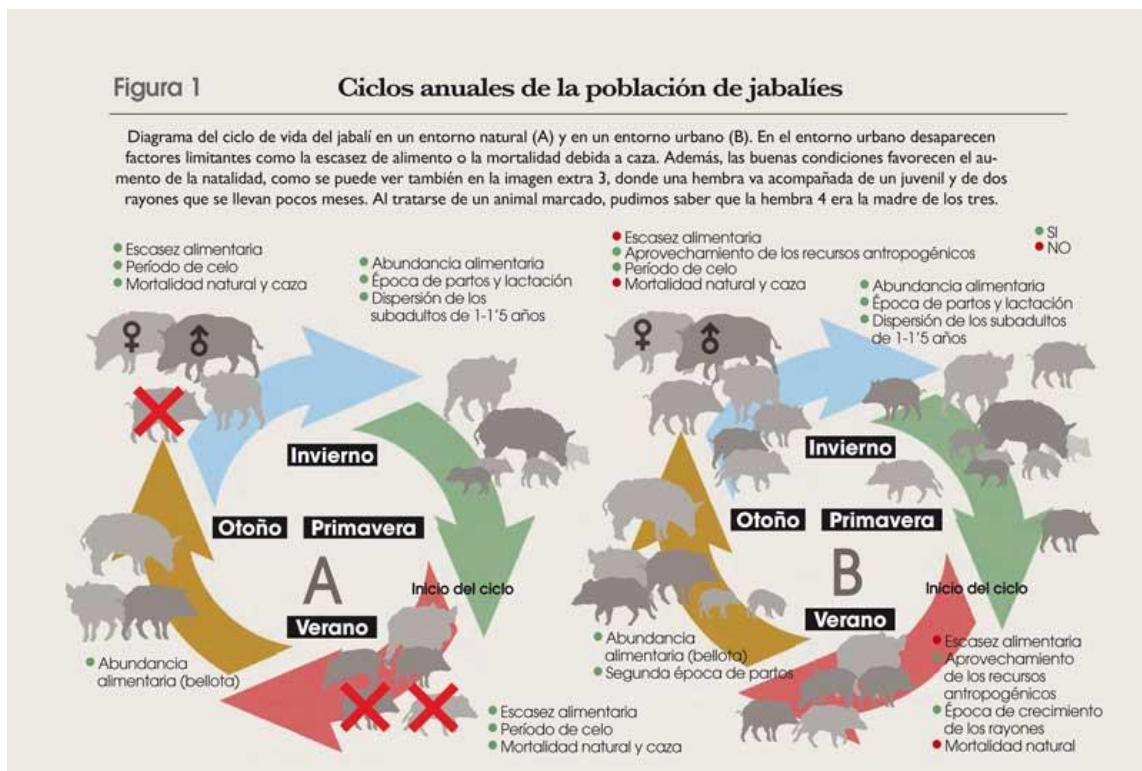 Figura 1
Ciclos anuales de la población de jabalíes
Diagrama del ciclo de vida del jabalí en un entorno natural (A) y en un entorno urbano (B). En el entorno urbano desaparecen
factores limitantes como la escasez de alimento o la mortalidad debida a caza. Además, las buenas condiciones favorecen el au-
mento de la natalidad, como se puede ver también en la imagen extra 3, donde una hembra va acompañada de un juvenil y de dos
rayones que se llevan pocos meses. Al tratarse de un animal marcado, pudimos saber que la hembra 4 era la madre de los tres.
Escasez alimentaria
Período de celo
Mortalidad natural y caza
Abundancia alimentaria
Época de partos y lactación
Dispersión de los
subadultos de 1-1'5 años
Invierno
Otoño
Primavera
A
Inicio del ciclo
Verano
Abundancia
alimentaria (bellota)
Escasez alimentaria
Período de celo
Mortalidad natural y caza
SI
NO
Escasez alimentaria
Aprovechamiento de los recursos antropogénicos
Período de celo
Mortalidad natural y caza
Abundancia alimentaria
Época de partos y lactación
Dispersión de los subadultos
de 1-1'5 años
Invierno
Otoño
Primavera
B
Inicio del ciclo
Verano
Abundancia
alimentaria (bellota)
Segunda época de partos
Escasez alimentaria
Aprovechamiento
de los recursos
antropogénicos
Época de crecimiento
de los rayones
Mortalidad natural